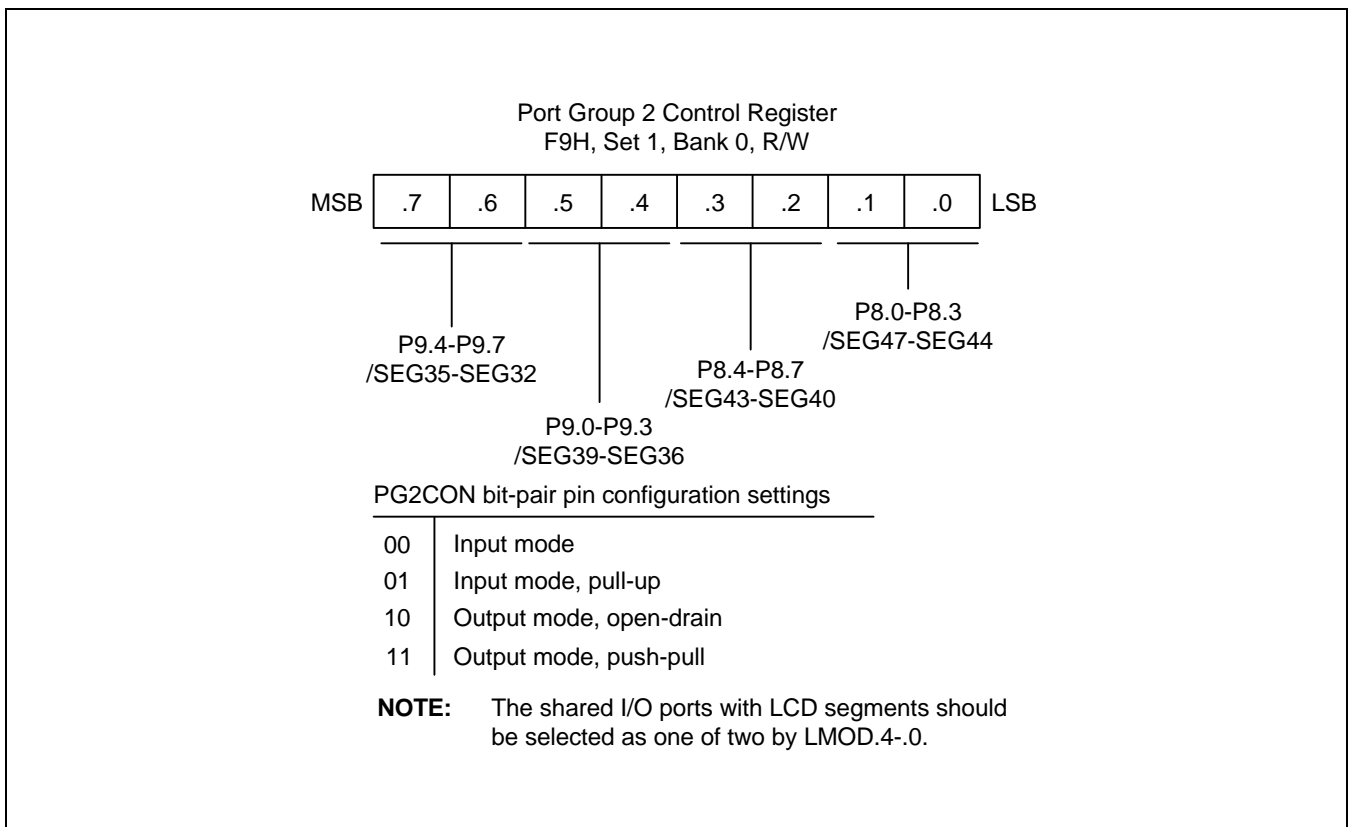 Port Group 2 Control Register
F9H, Set 1, Bank 0, R/W
MSB .7 .6 .5 .4 .3 .2 .1 .0 LSB
P9.4-P9.7
/SEG35-SEG32
P9.0-P9.3
/SEG39-SEG36
P8.4-P8.7
/SEG43-SEG40
P8.0-P8.3
/SEG47-SEG44
PG2CON bit-pair pin configuration settings
00 Input mode
01 Input mode, pull-up
10 Output mode, open-drain
11 Output mode, push-pull
NOTE: The shared I/O ports with LCD segments should
be selected as one of two by LMOD.4-.0.